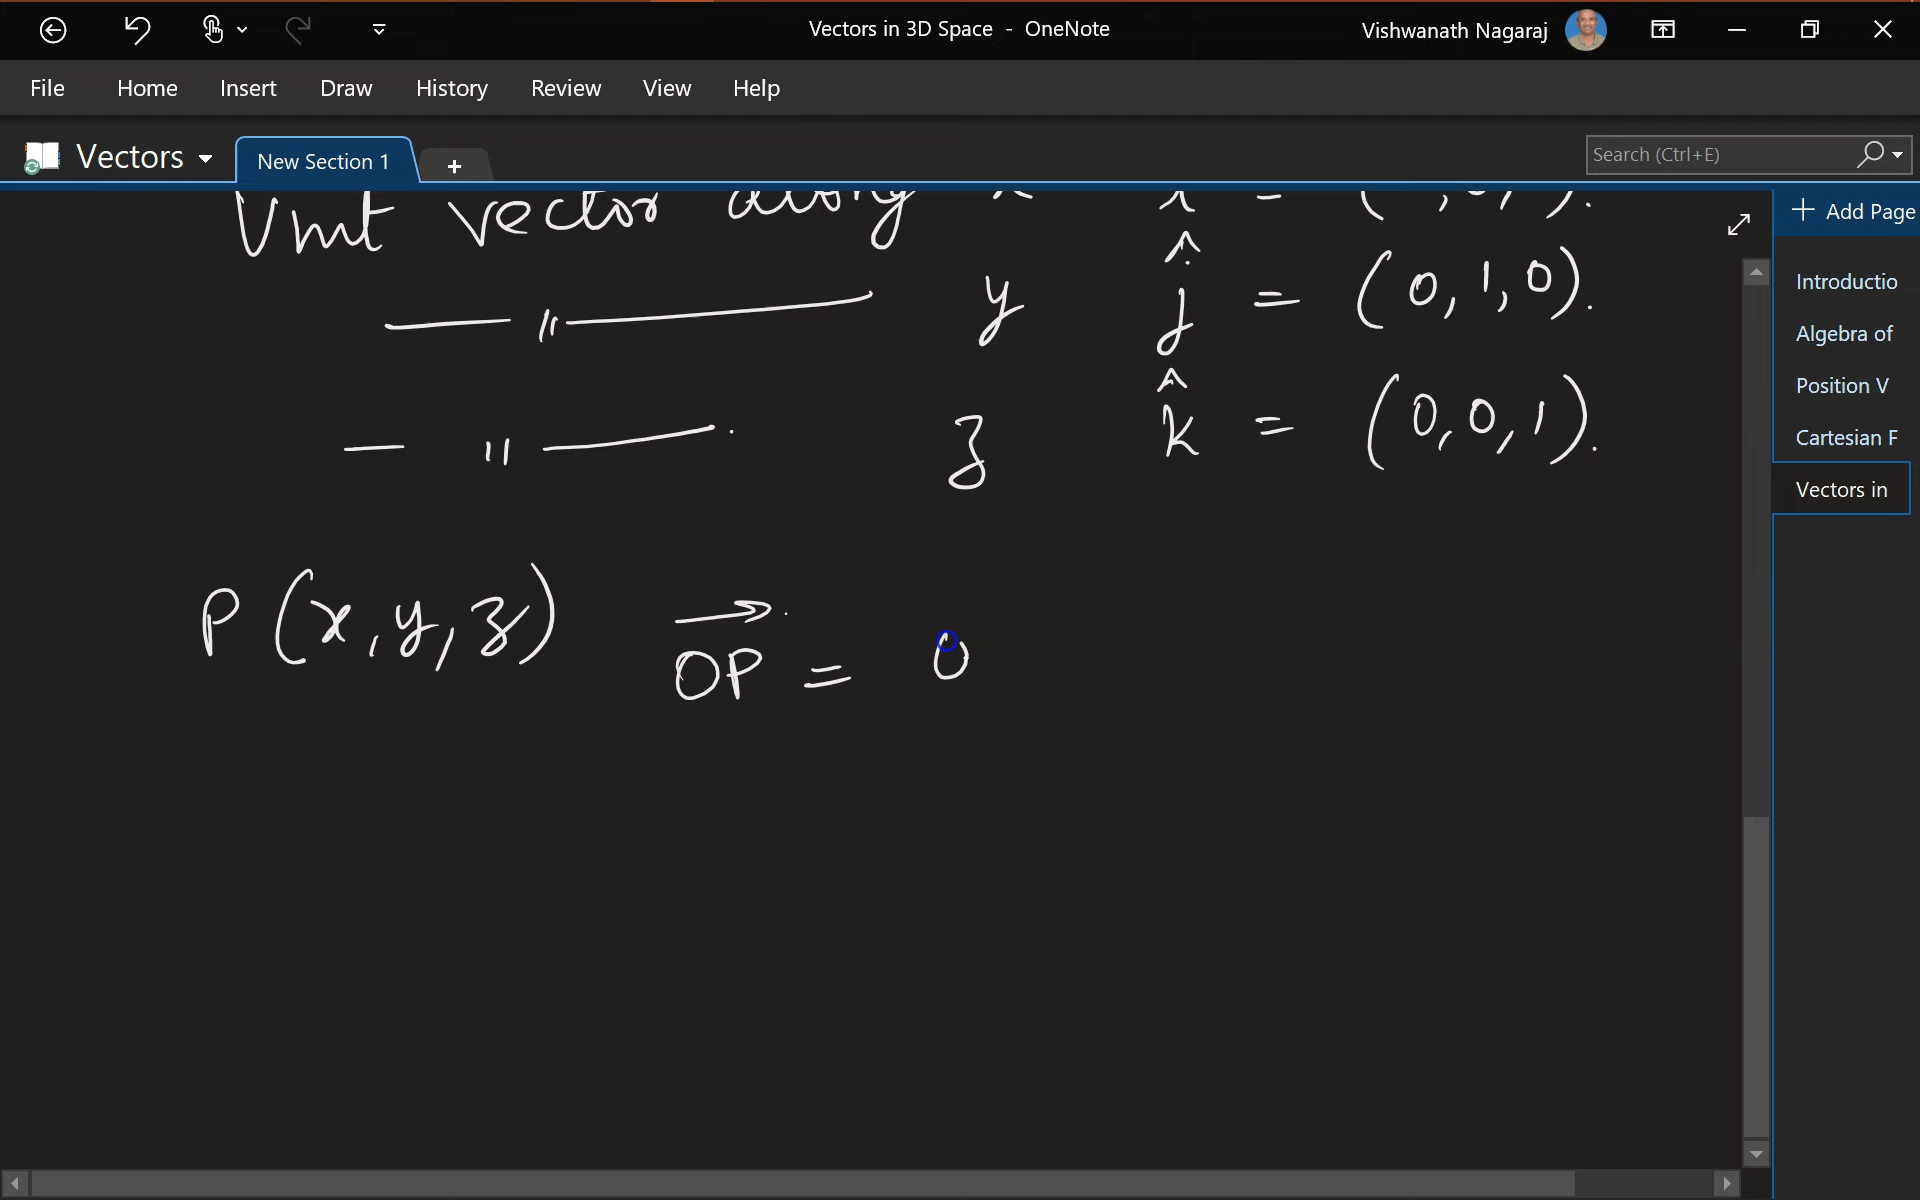 Vectors in 3D Space - OneNote
Vishwanath Nagaraj
File Home Insert Draw History Review View Help
Vectors
New Section 1
+
Search (Ctrl+E)
+ Add Page
Introductio
Algebra of
Position V
Cartesian F
Vectors in
Unit vector along
— " — y ĵ = (0, 1, 0).
— " — z k̂ = (0, 0, 1).
P (x, y, z) →OP = O